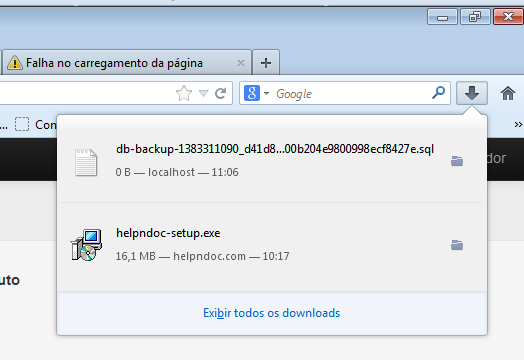 Falha no carregamento da página
Google
Con
db-backup-1383311090_d41d8...00b204e9800998ecf8427e.sql
0 B — localhost — 11:06
dor
helpndoc-setup.exe
16,1 MB — helpndoc.com — 10:17
uto
Exibir todos os downloads